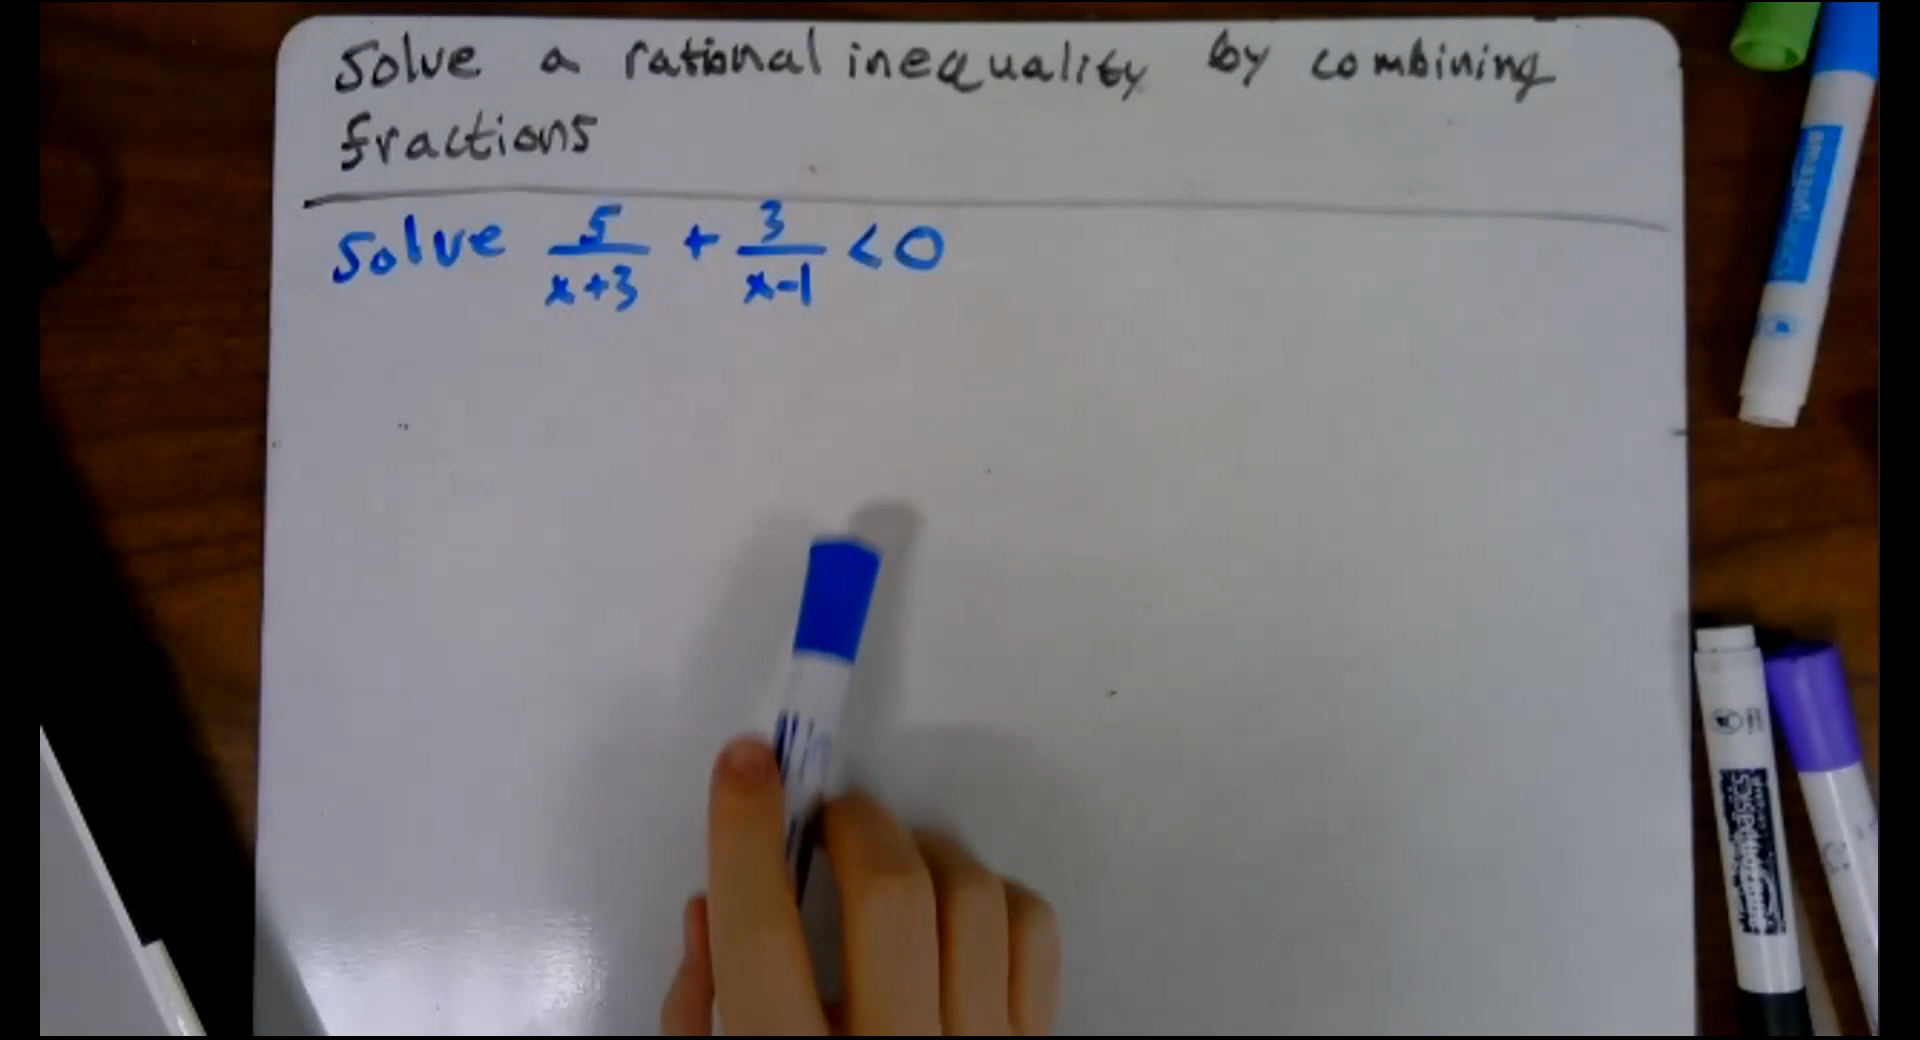 Solve a rational inequality by combining
fractions
Solve 5/(x+3) + 3/(x-1) < 0